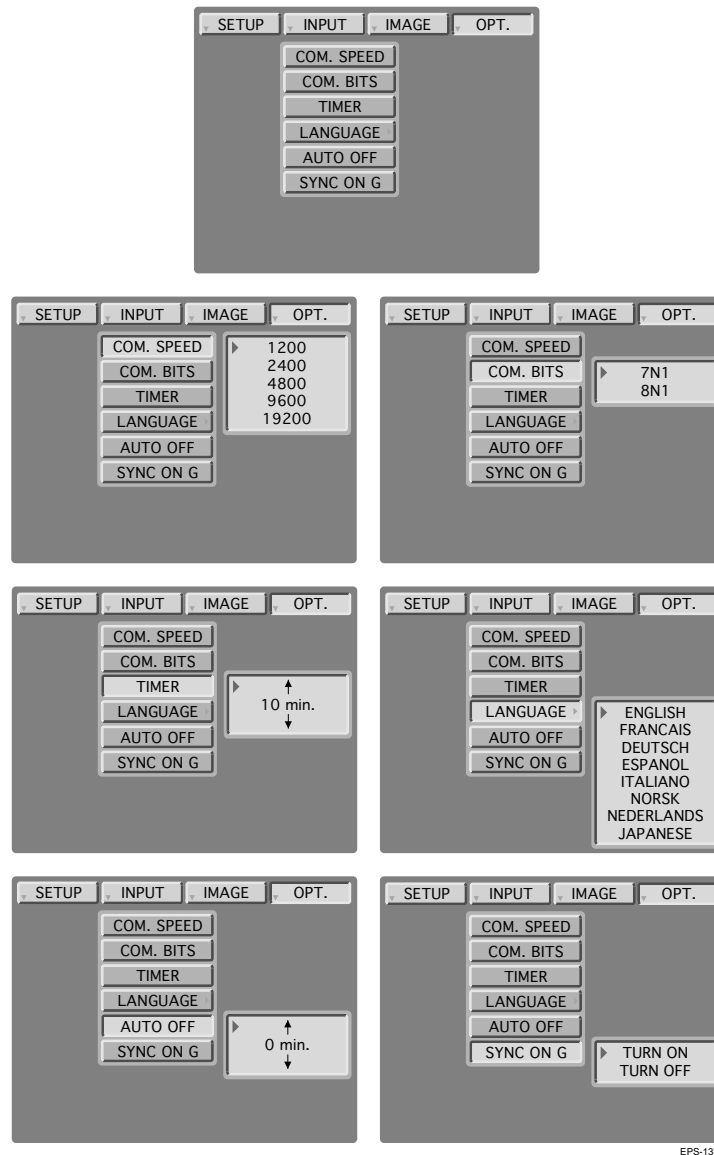 SETUP INPUT IMAGE OPT.
COM. SPEED
COM. BITS
TIMER
LANGUAGE
AUTO OFF
SYNC ON G
SETUP INPUT IMAGE OPT.
COM. SPEED
COM. BITS
TIMER
LANGUAGE
AUTO OFF
SYNC ON G
1200
2400
4800
9600
19200
SETUP INPUT IMAGE OPT.
COM. SPEED
COM. BITS
TIMER
LANGUAGE
AUTO OFF
SYNC ON G
7N1
8N1
SETUP INPUT IMAGE OPT.
COM. SPEED
COM. BITS
TIMER
LANGUAGE
AUTO OFF
SYNC ON G
10 min.
SETUP INPUT IMAGE OPT.
COM. SPEED
COM. BITS
TIMER
LANGUAGE
AUTO OFF
SYNC ON G
ENGLISH
FRANCAIS
DEUTSCH
ESPANOL
ITALIANO
NORSK
NEDERLANDS
JAPANESE
SETUP INPUT IMAGE OPT.
COM. SPEED
COM. BITS
TIMER
LANGUAGE
AUTO OFF
SYNC ON G
0 min.
SETUP INPUT IMAGE OPT.
COM. SPEED
COM. BITS
TIMER
LANGUAGE
AUTO OFF
SYNC ON G
TURN ON
TURN OFF